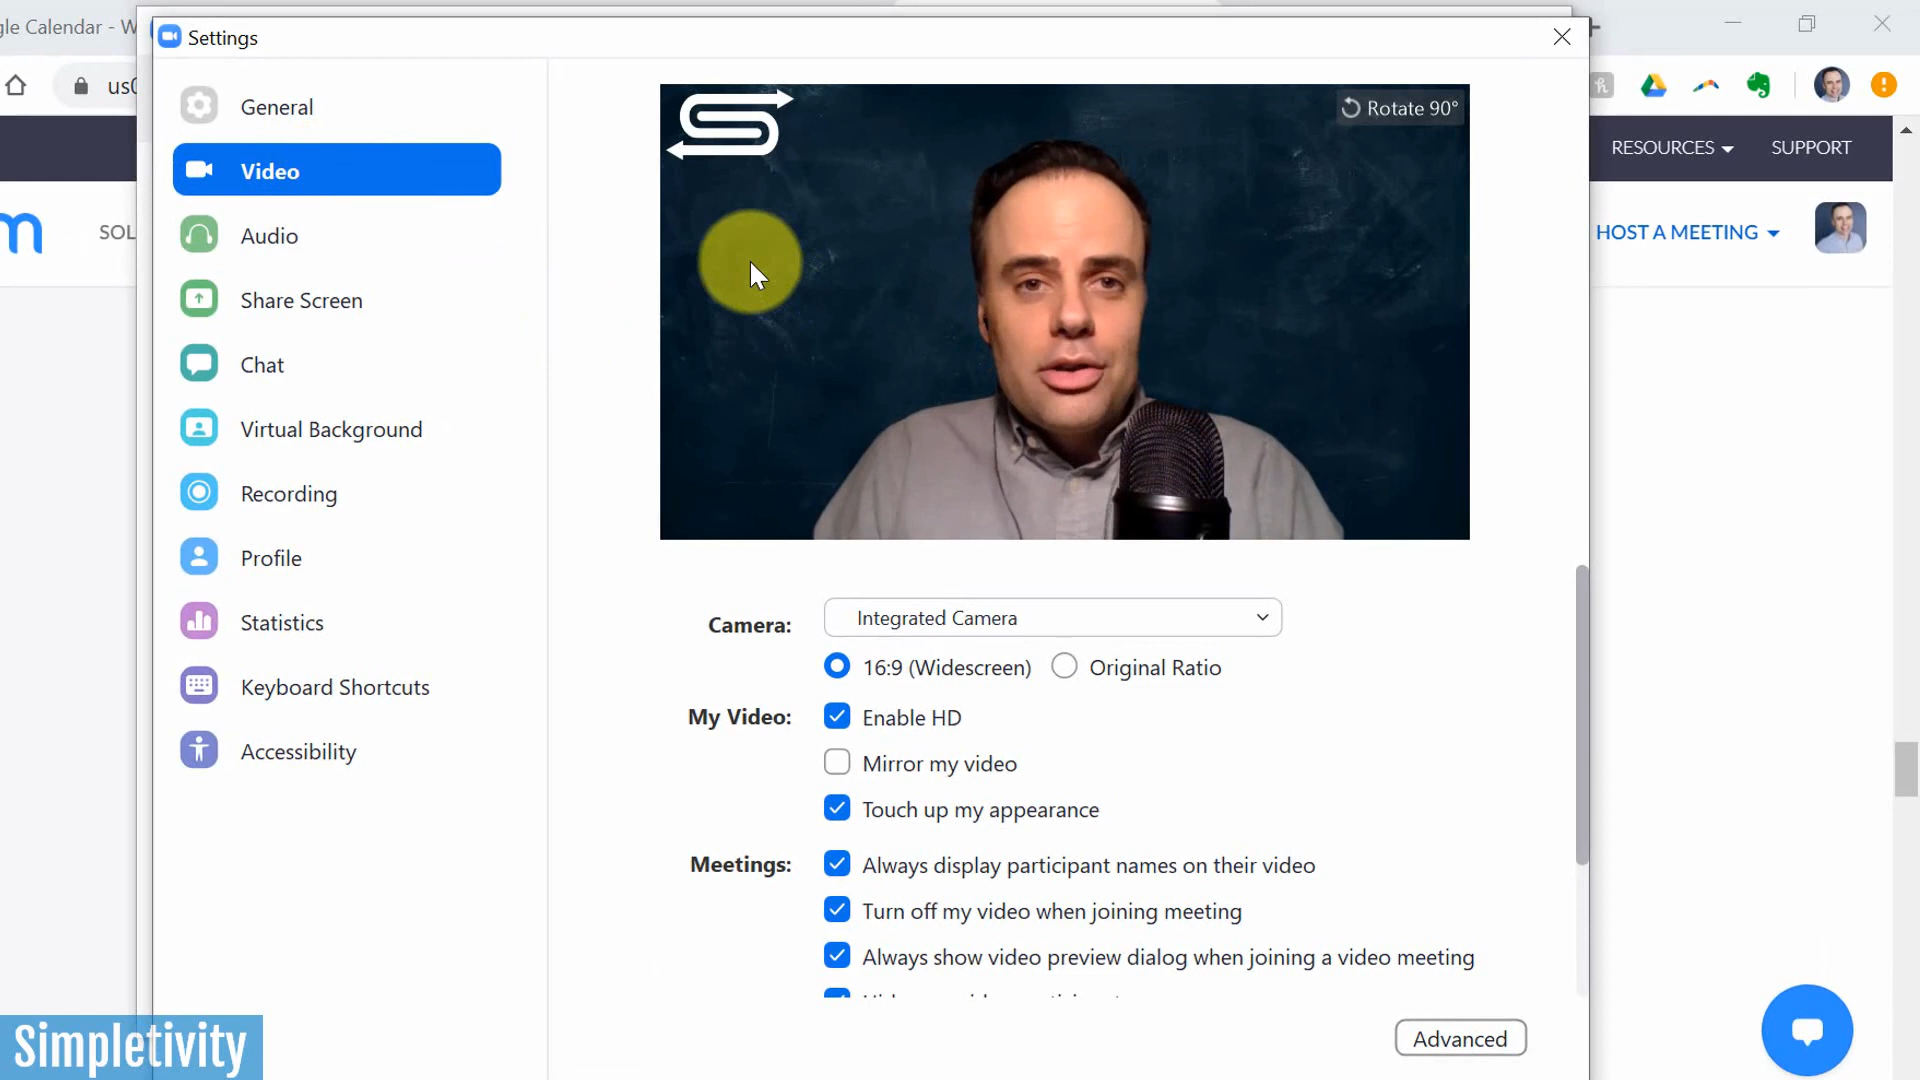 gle Calendar - W
Settings
us0
General
Video
Audio
Share Screen
Chat
Virtual Background
Recording
Profile
Statistics
Keyboard Shortcuts
Accessibility
Rotate 90°
RESOURCES
SUPPORT
m
SOL
HOST A MEETING
Camera:
Integrated Camera
16:9 (Widescreen)
Original Ratio
My Video:
Enable HD
Mirror my video
Touch up my appearance
Meetings:
Always display participant names on their video
Turn off my video when joining meeting
Always show video preview dialog when joining a video meeting
Advanced
Simpletivity